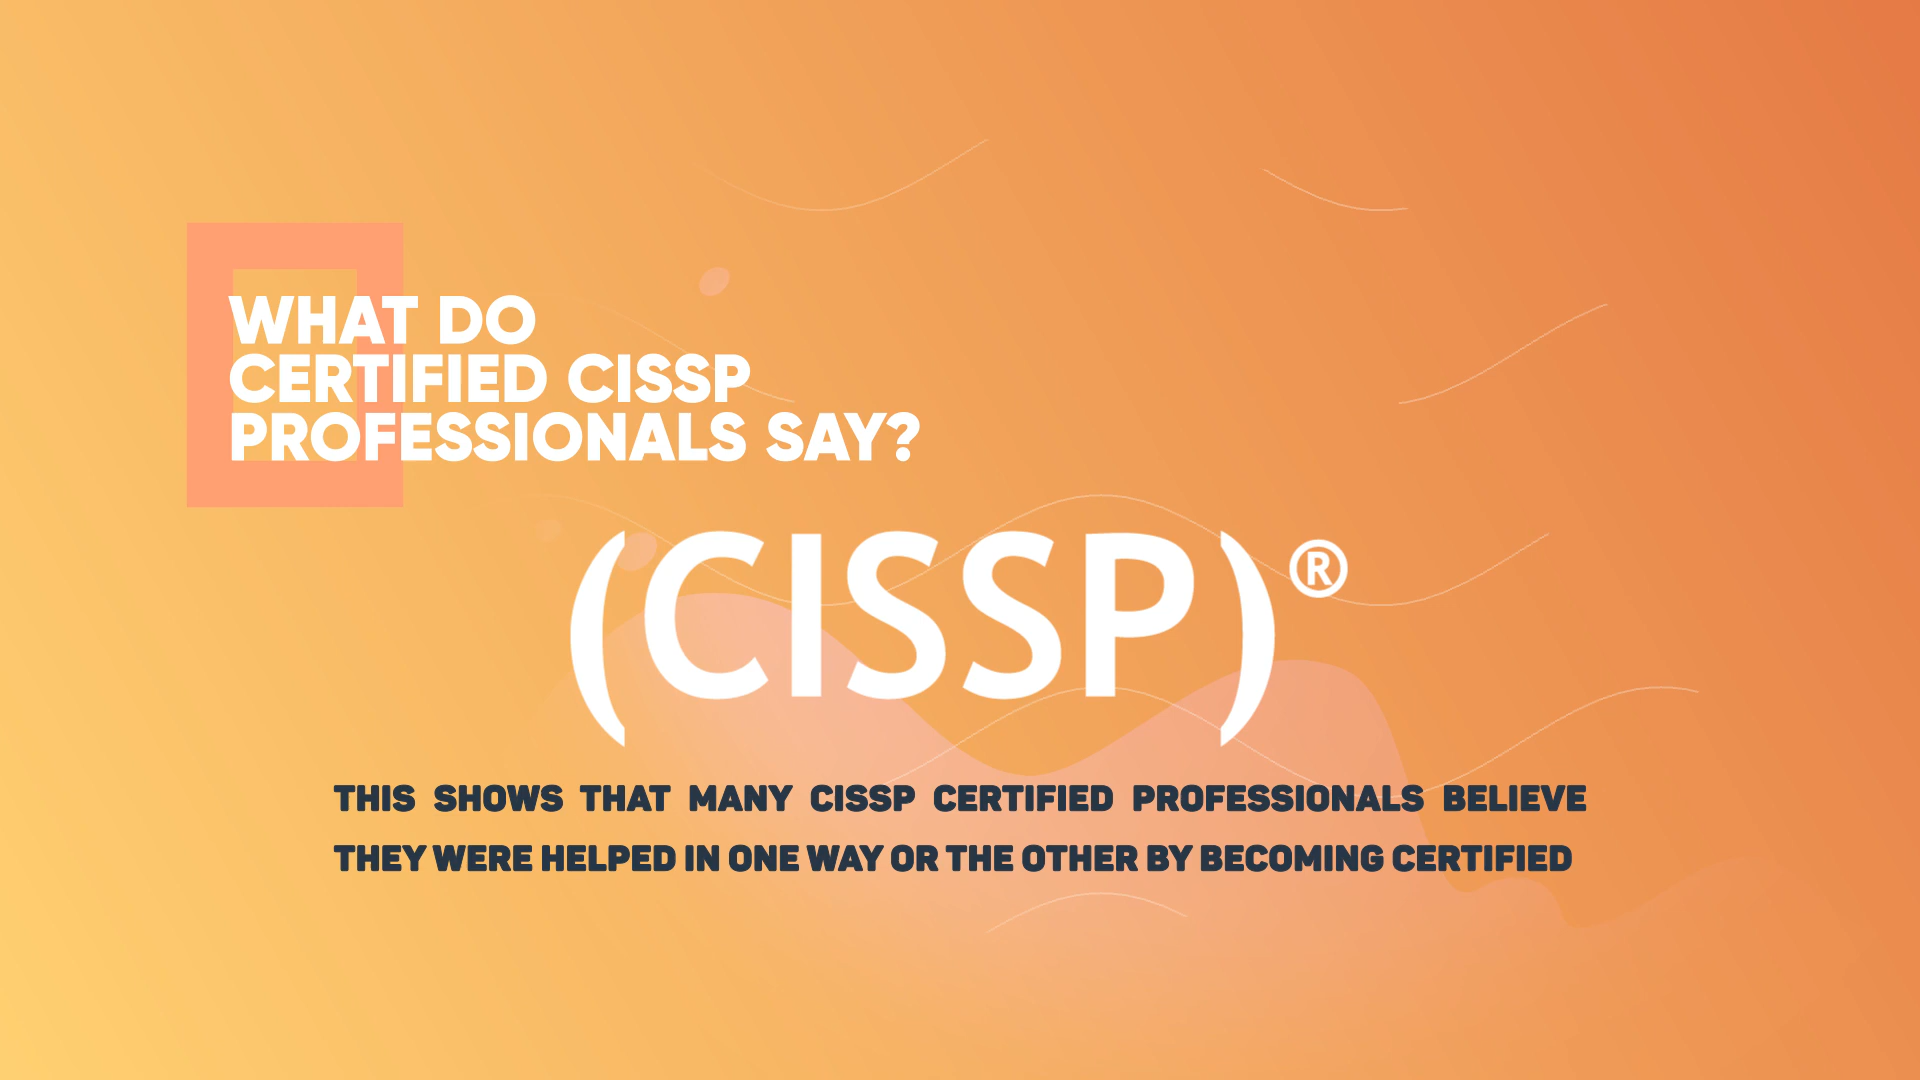 WHAT DO
CERTIFIED CISSP
PROFESSIONALS SAY?
(CISSP)®
THIS SHOWS THAT MANY CISSP CERTIFIED PROFESSIONALS BELIEVE
THEY WERE HELPED IN ONE WAY OR THE OTHER BY BECOMING CERTIFIED